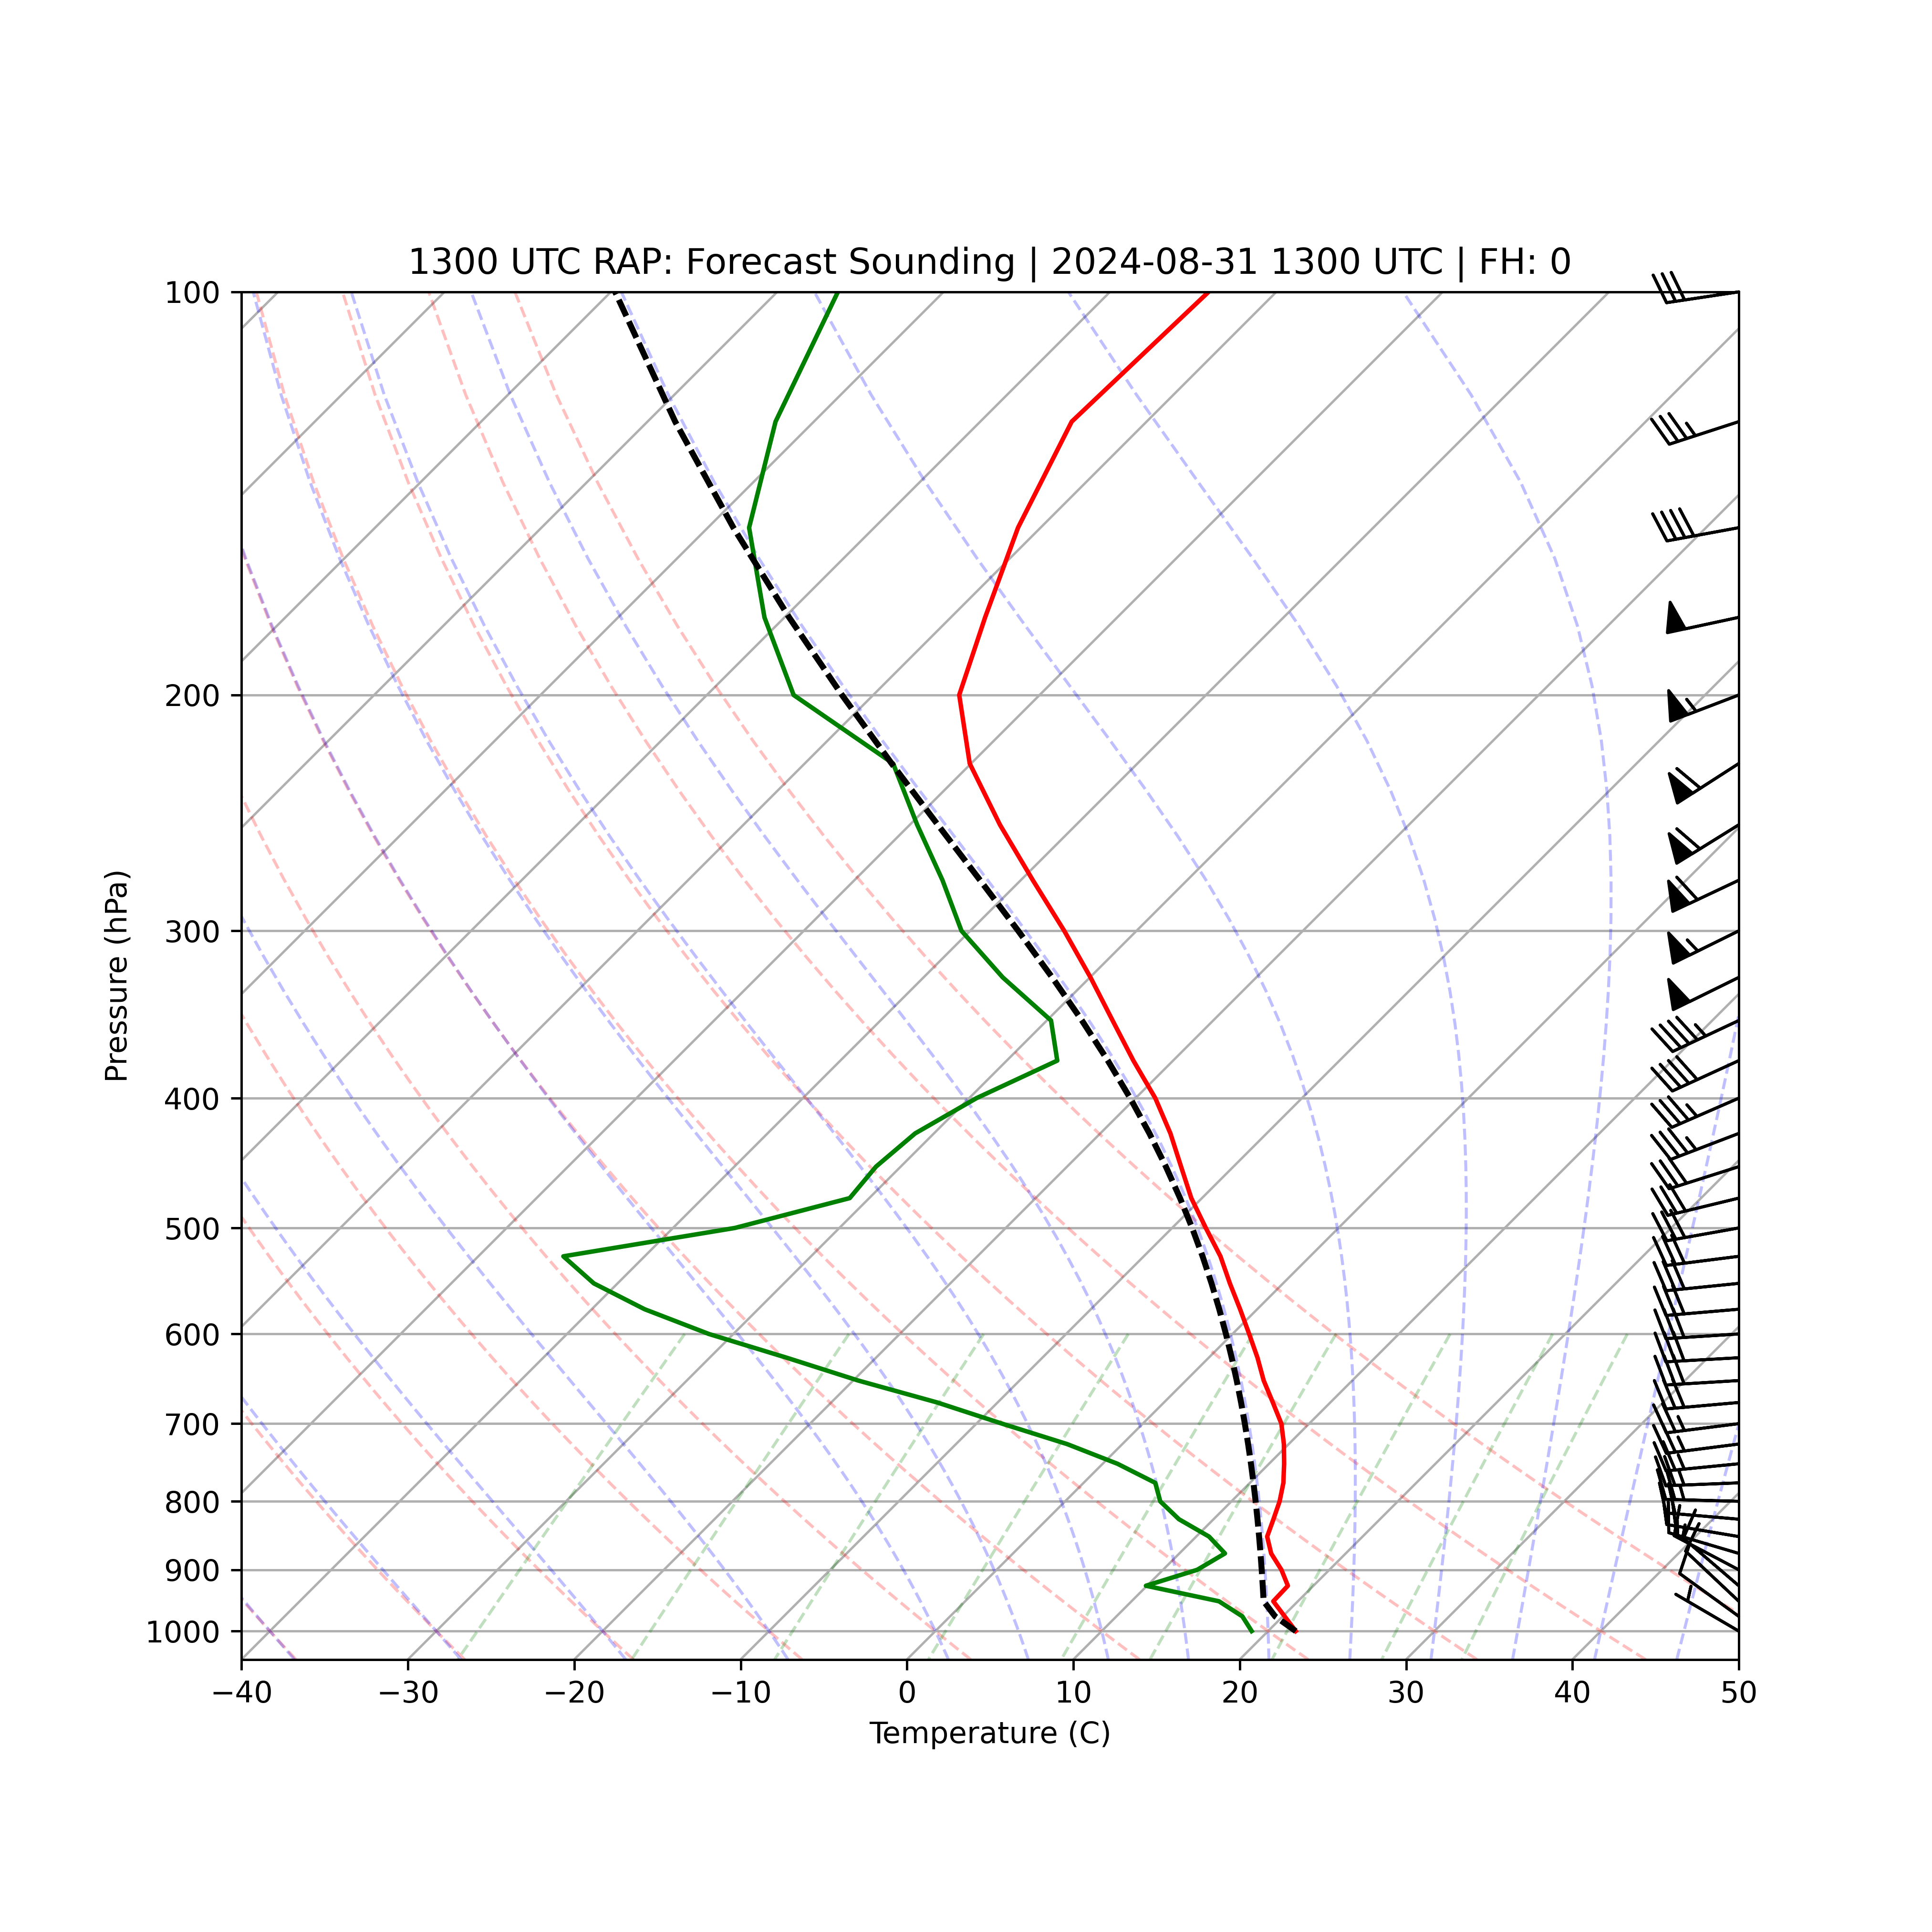 1300 UTC RAP: Forecast Sounding | 2024-08-31 1300 UTC | FH: 0
100
200
300
400
500
600
700
800
900
1000
Pressure (hPa)
−40 −30 −20 −10 0 10 20 30 40 50
Temperature (C)